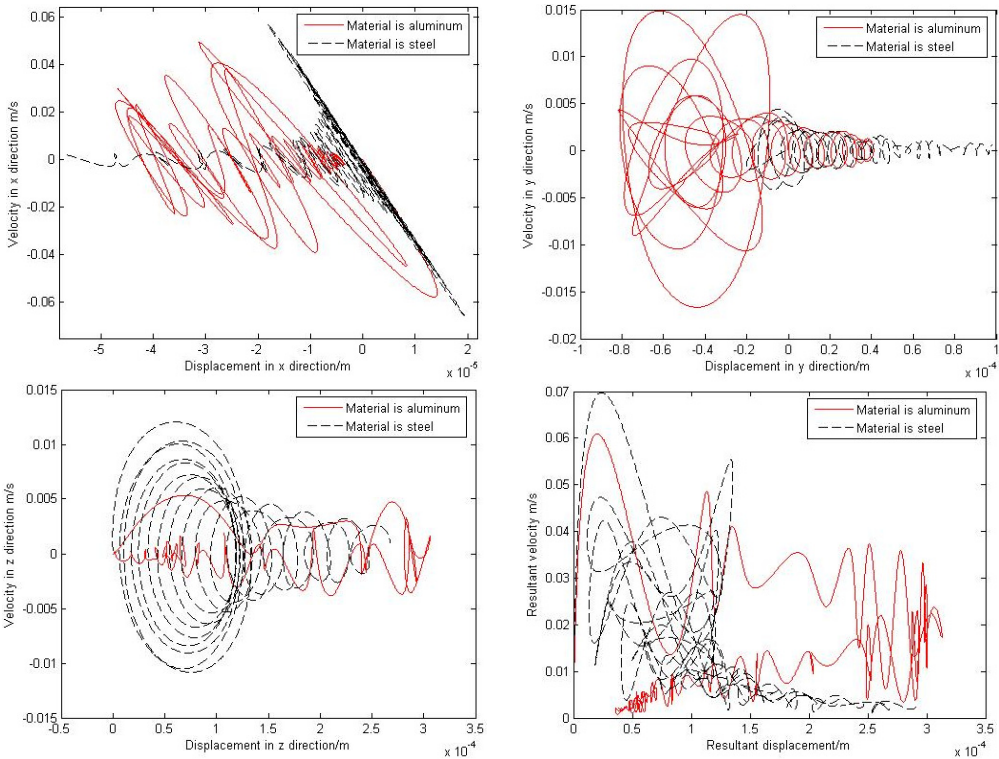 Material is aluminum
Material is steel
0.06
0.04
0.02
0
-0.02
-0.04
-0.06
Velocity in x direction m/s
-5 -4 -3 -2 -1 0 1 2
Displacement in x direction/m
x 10⁻⁵
Material is aluminum
Material is steel
0.015
0.01
0.005
0
-0.005
-0.01
-0.015
-0.02
Velocity in y direction m/s
-1 -0.8 -0.6 -0.4 -0.2 0 0.2 0.4 0.6 0.8 1
Displacement in y direction/m
x 10⁻⁴
Material is aluminum
Material is steel
0.015
0.01
0.005
0
-0.005
-0.01
-0.015
Velocity in z direction m/s
-0.5 0 0.5 1 1.5 2 2.5 3 3.5
Displacement in z direction/m
x 10⁻⁴
Material is aluminum
Material is steel
0.07
0.06
0.05
0.04
0.03
0.02
0.01
0
Resultant velocity m/s
0 0.5 1 1.5 2 2.5 3 3.5
Resultant displacement/m
x 10⁻⁴